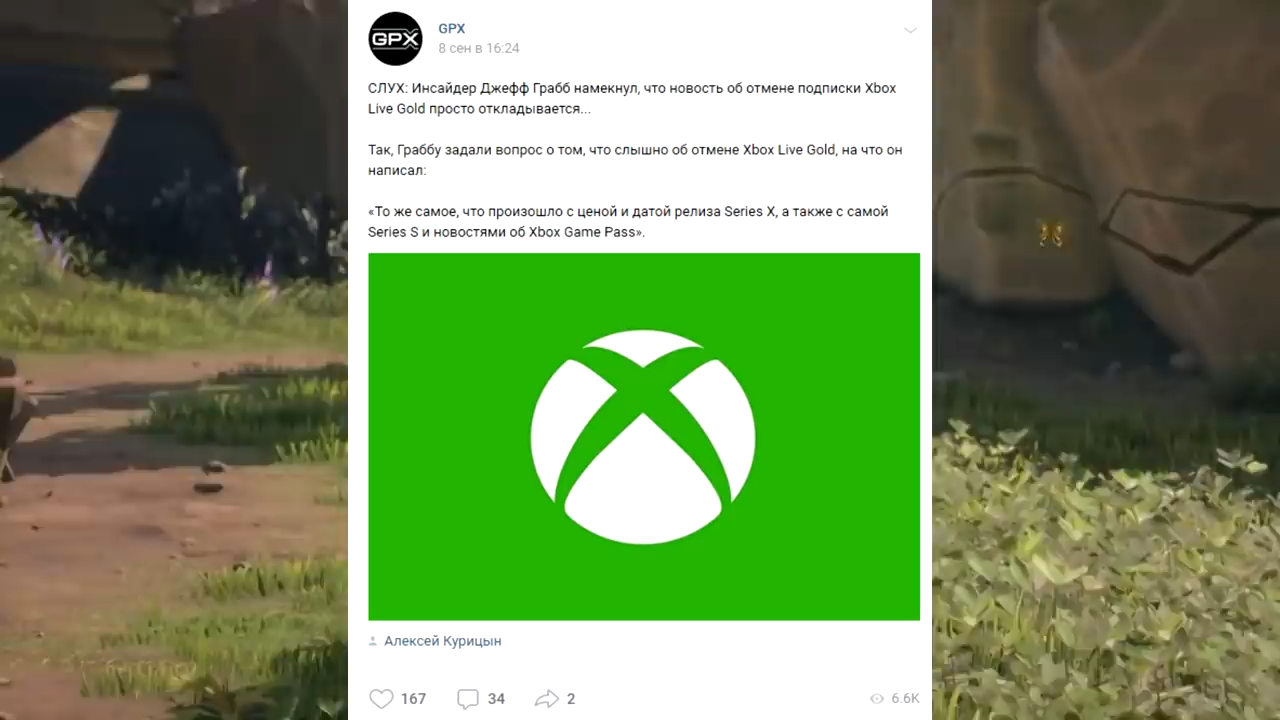 GPX
GPX
8 сен в 16:24
СЛУХ: Инсайдер Джефф Грабб намекнул, что новость об отмене подписки Xbox
Live Gold просто откладывается...
Так, Граббу задали вопрос о том, что слышно об отмене Xbox Live Gold, на что он
написал:
«То же самое, что произошло с ценой и датой релиза Series X, а также с самой
Series S и новостями об Xbox Game Pass».
Алексей Курицын
167 34 2 6.6K